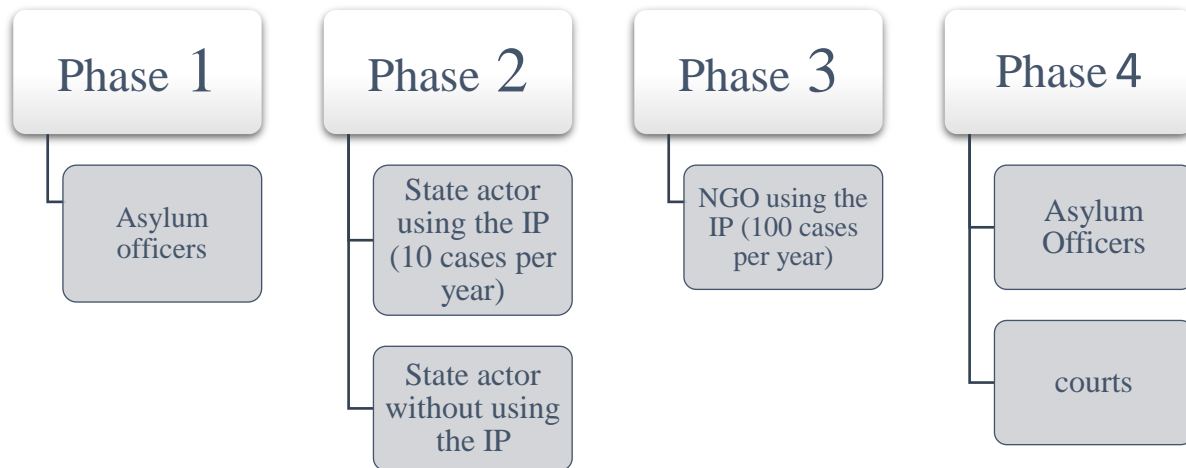 Phase 1
Asylum
officers
Phase 2
State actor
using the IP
(10 cases per
year)
State actor
without using
the IP
Phase 3
NGO using the
IP (100 cases
per year)
Phase 4
Asylum
Officers
courts